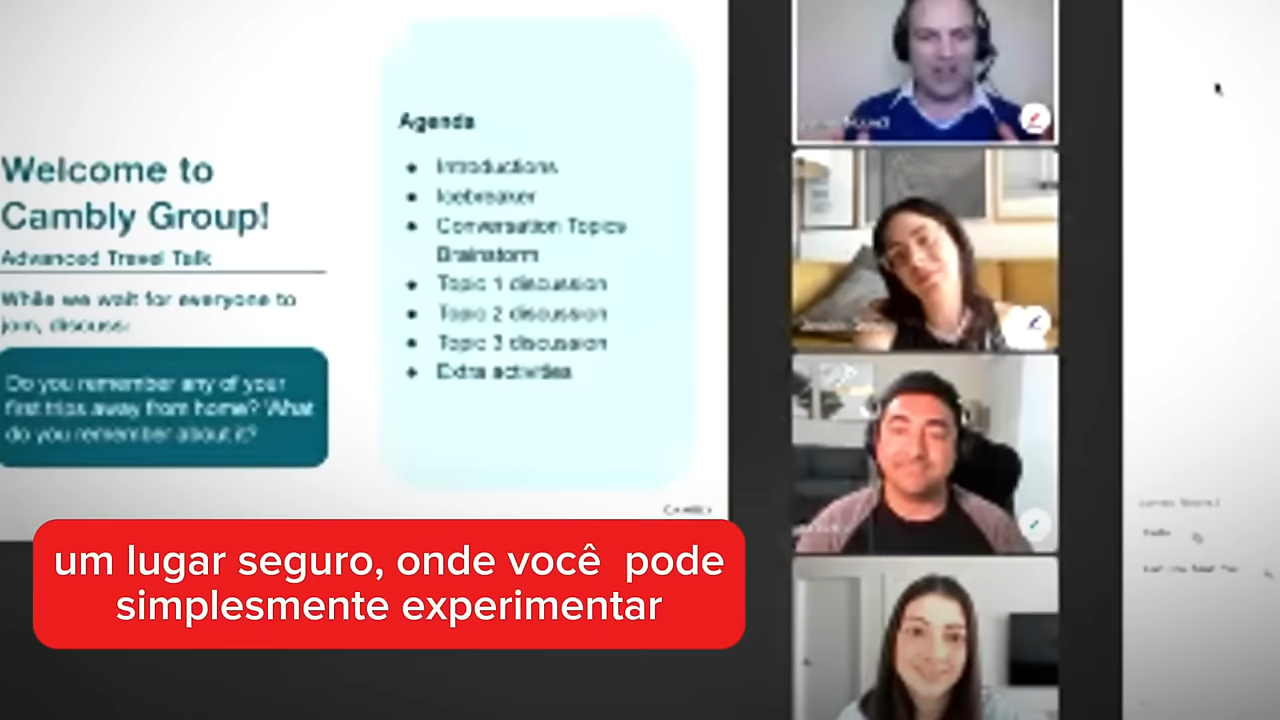 Welcome to
Cambly Group!
Advanced Travel Talk
While we wait for everyone to
join, discuss:
Do you remember any of your
first trips away from home? What
do you remember about it?
Agenda
● Introductions
● Icebreaker
● Conversation Topics
Brainstorm
● Topic 1 discussion
● Topic 2 discussion
● Topic 3 discussion
● Extra activities
CAMBLY
um lugar seguro, onde você  pode
simplesmente experimentar